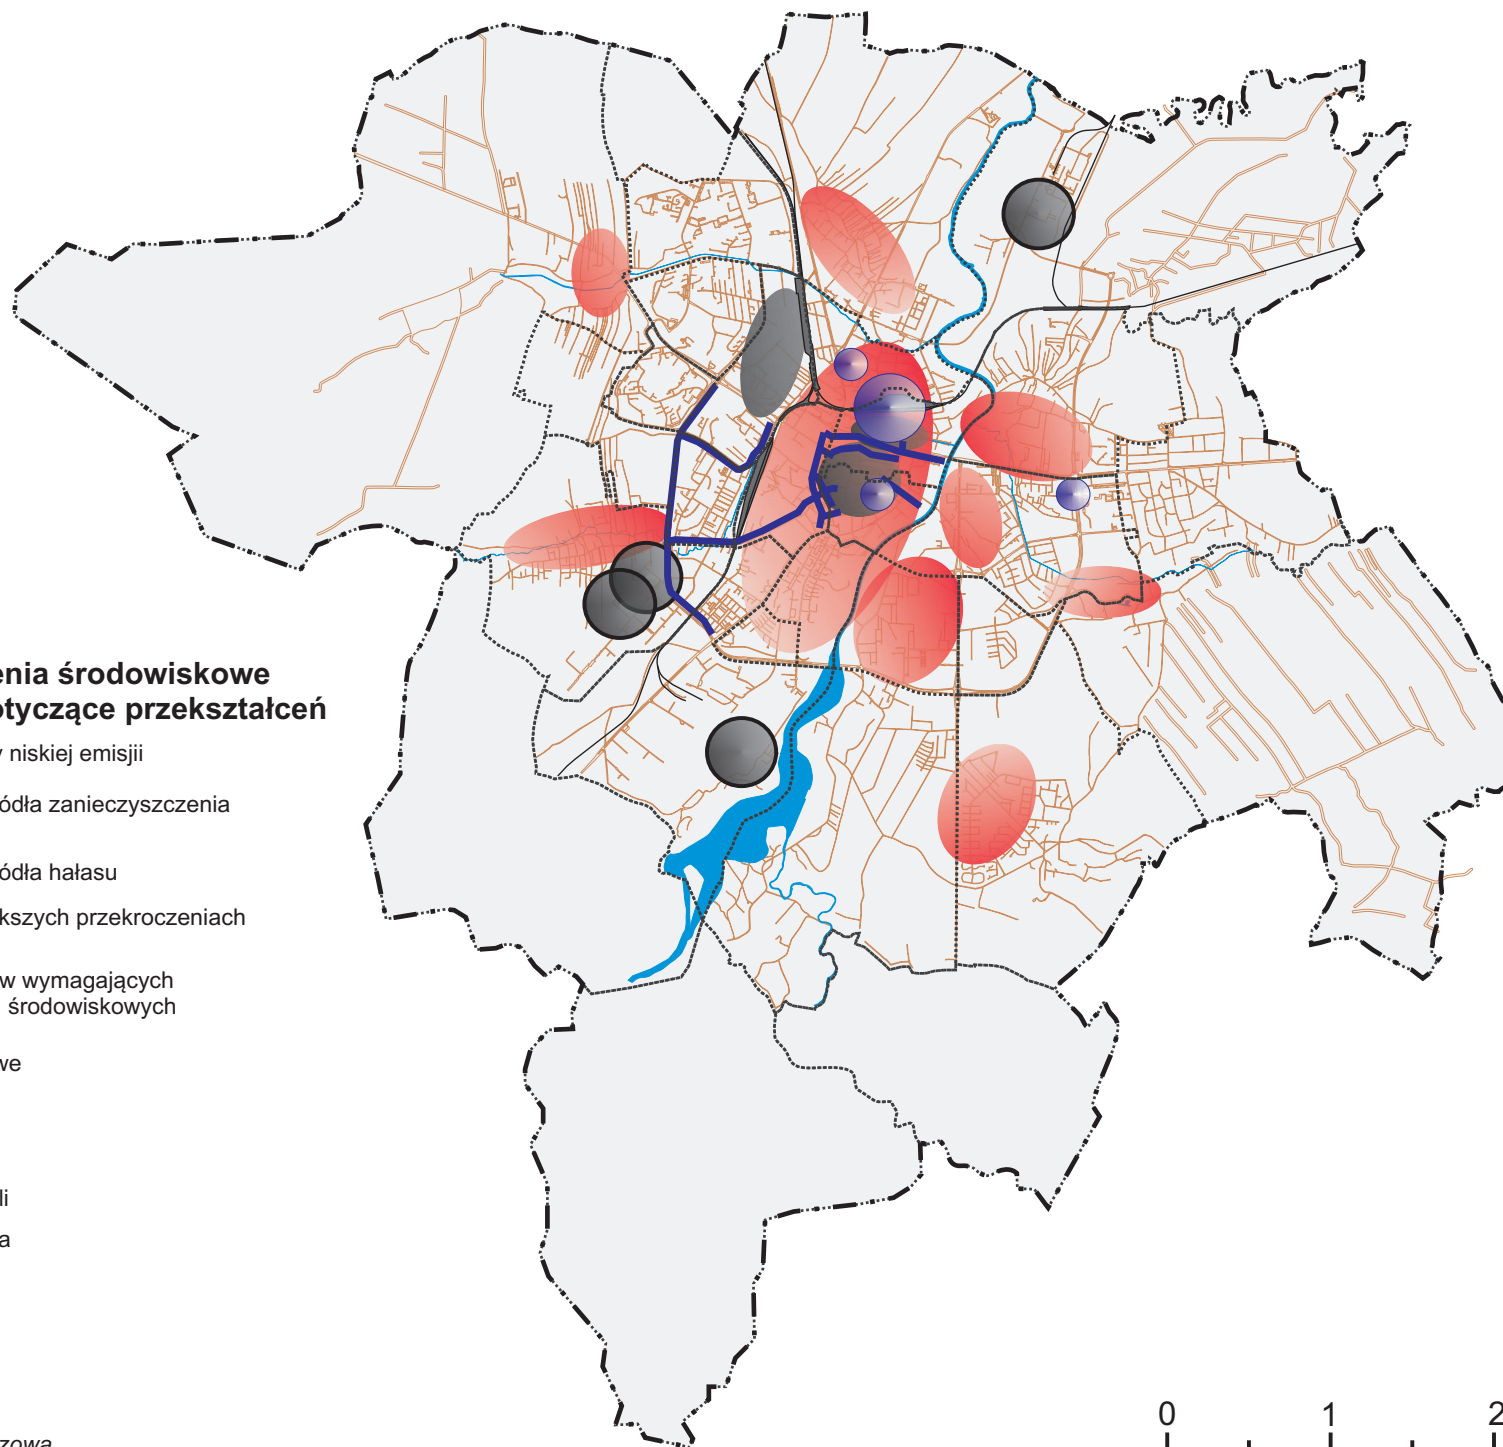 enia środowiskowe
otyczące przekształceń
y niskiej emisjii
ódła zanieczyszczenia
ódła hałasu
kszych przekroczeniach
w wymagających
środowiskowych
we
li
a
zowa
0 1 2